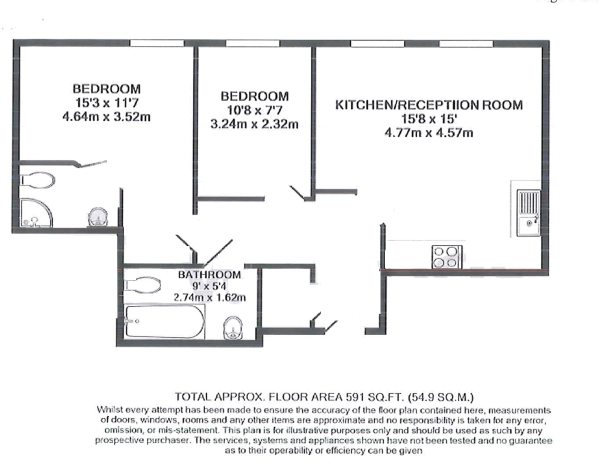 BEDROOM
15'3 x 11'7
4.64m x 3.52m
BEDROOM
10'8 x 7'7
3.24m x 2.32m
KITCHEN/RECEPTIION ROOM
15'8 x 15'
4.77m x 4.57m
BATHROOM
9' x 5'4
2.74m x 1.62m
TOTAL APPROX. FLOOR AREA 591 SQ.FT. (54.9 SQ.M.)
Whilst every attempt has been made to ensure the accuracy of the floor plan contained here, measurements
of doors, windows, rooms and any other items are approximate and no responsibility is taken for any error,
omission, or mis-statement. This plan is for illustrative purposes only and should be used as such by any
prospective purchaser. The services, systems and appliances shown have not been tested and no guarantee
as to their operability or efficiency can be given